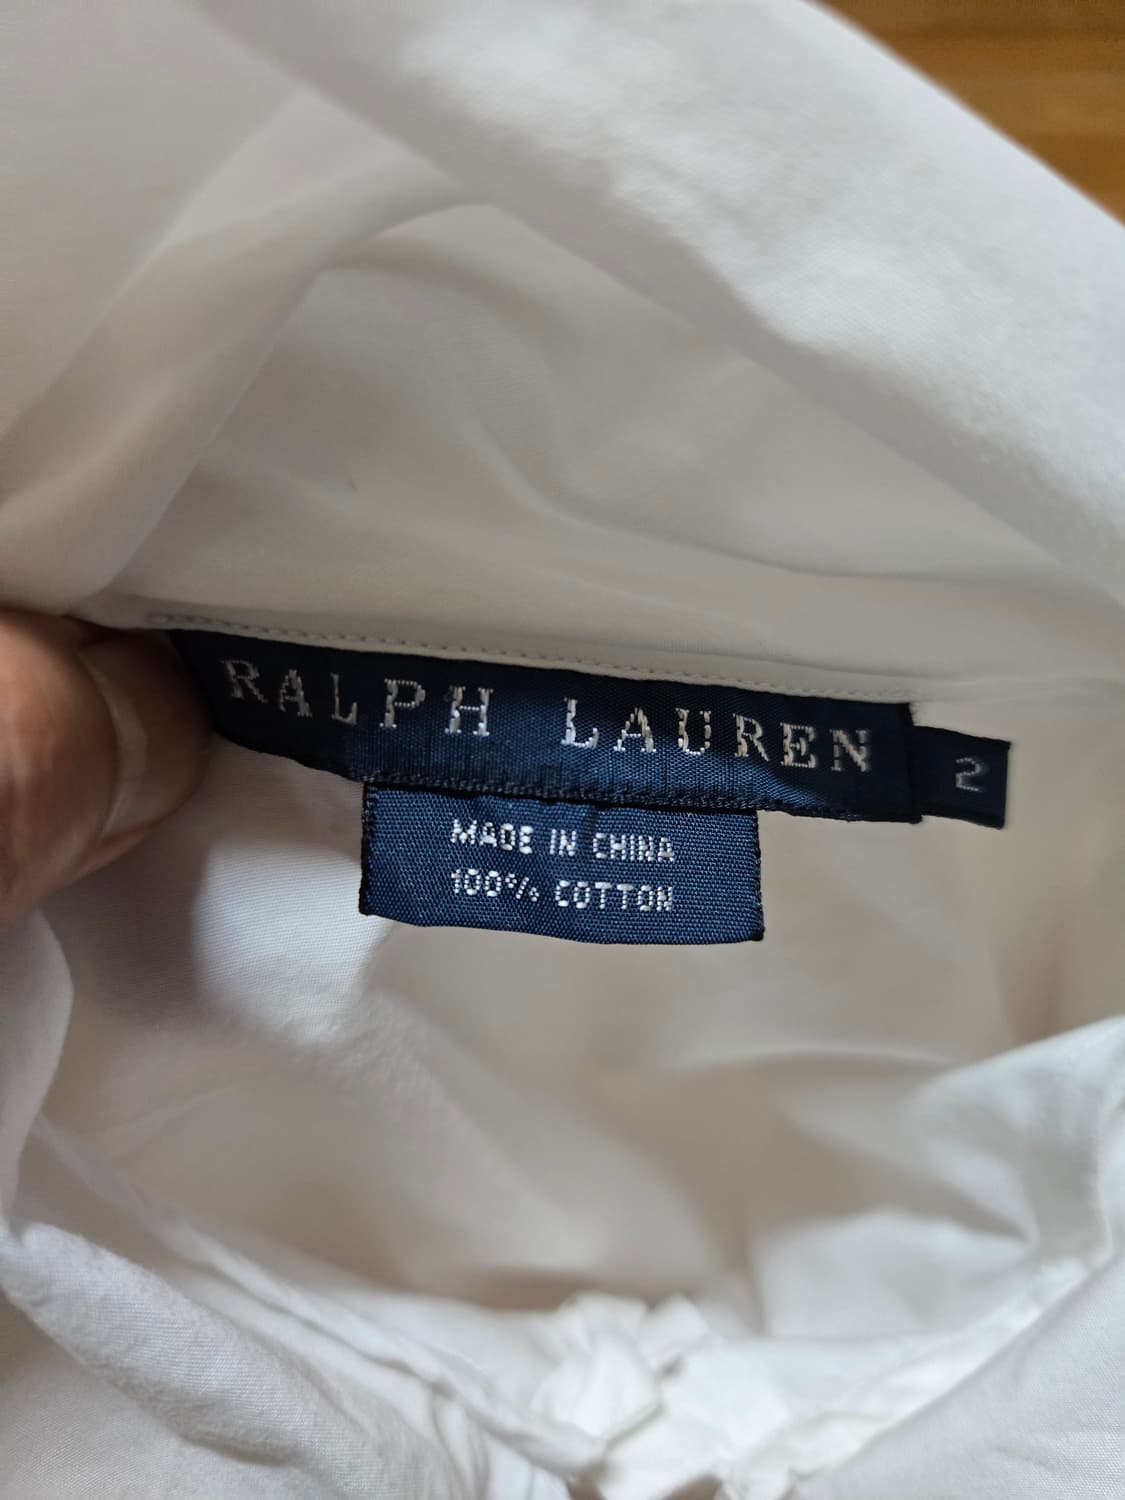 RALPH LAUREN
2
MADE IN CHINA
100% COTTON